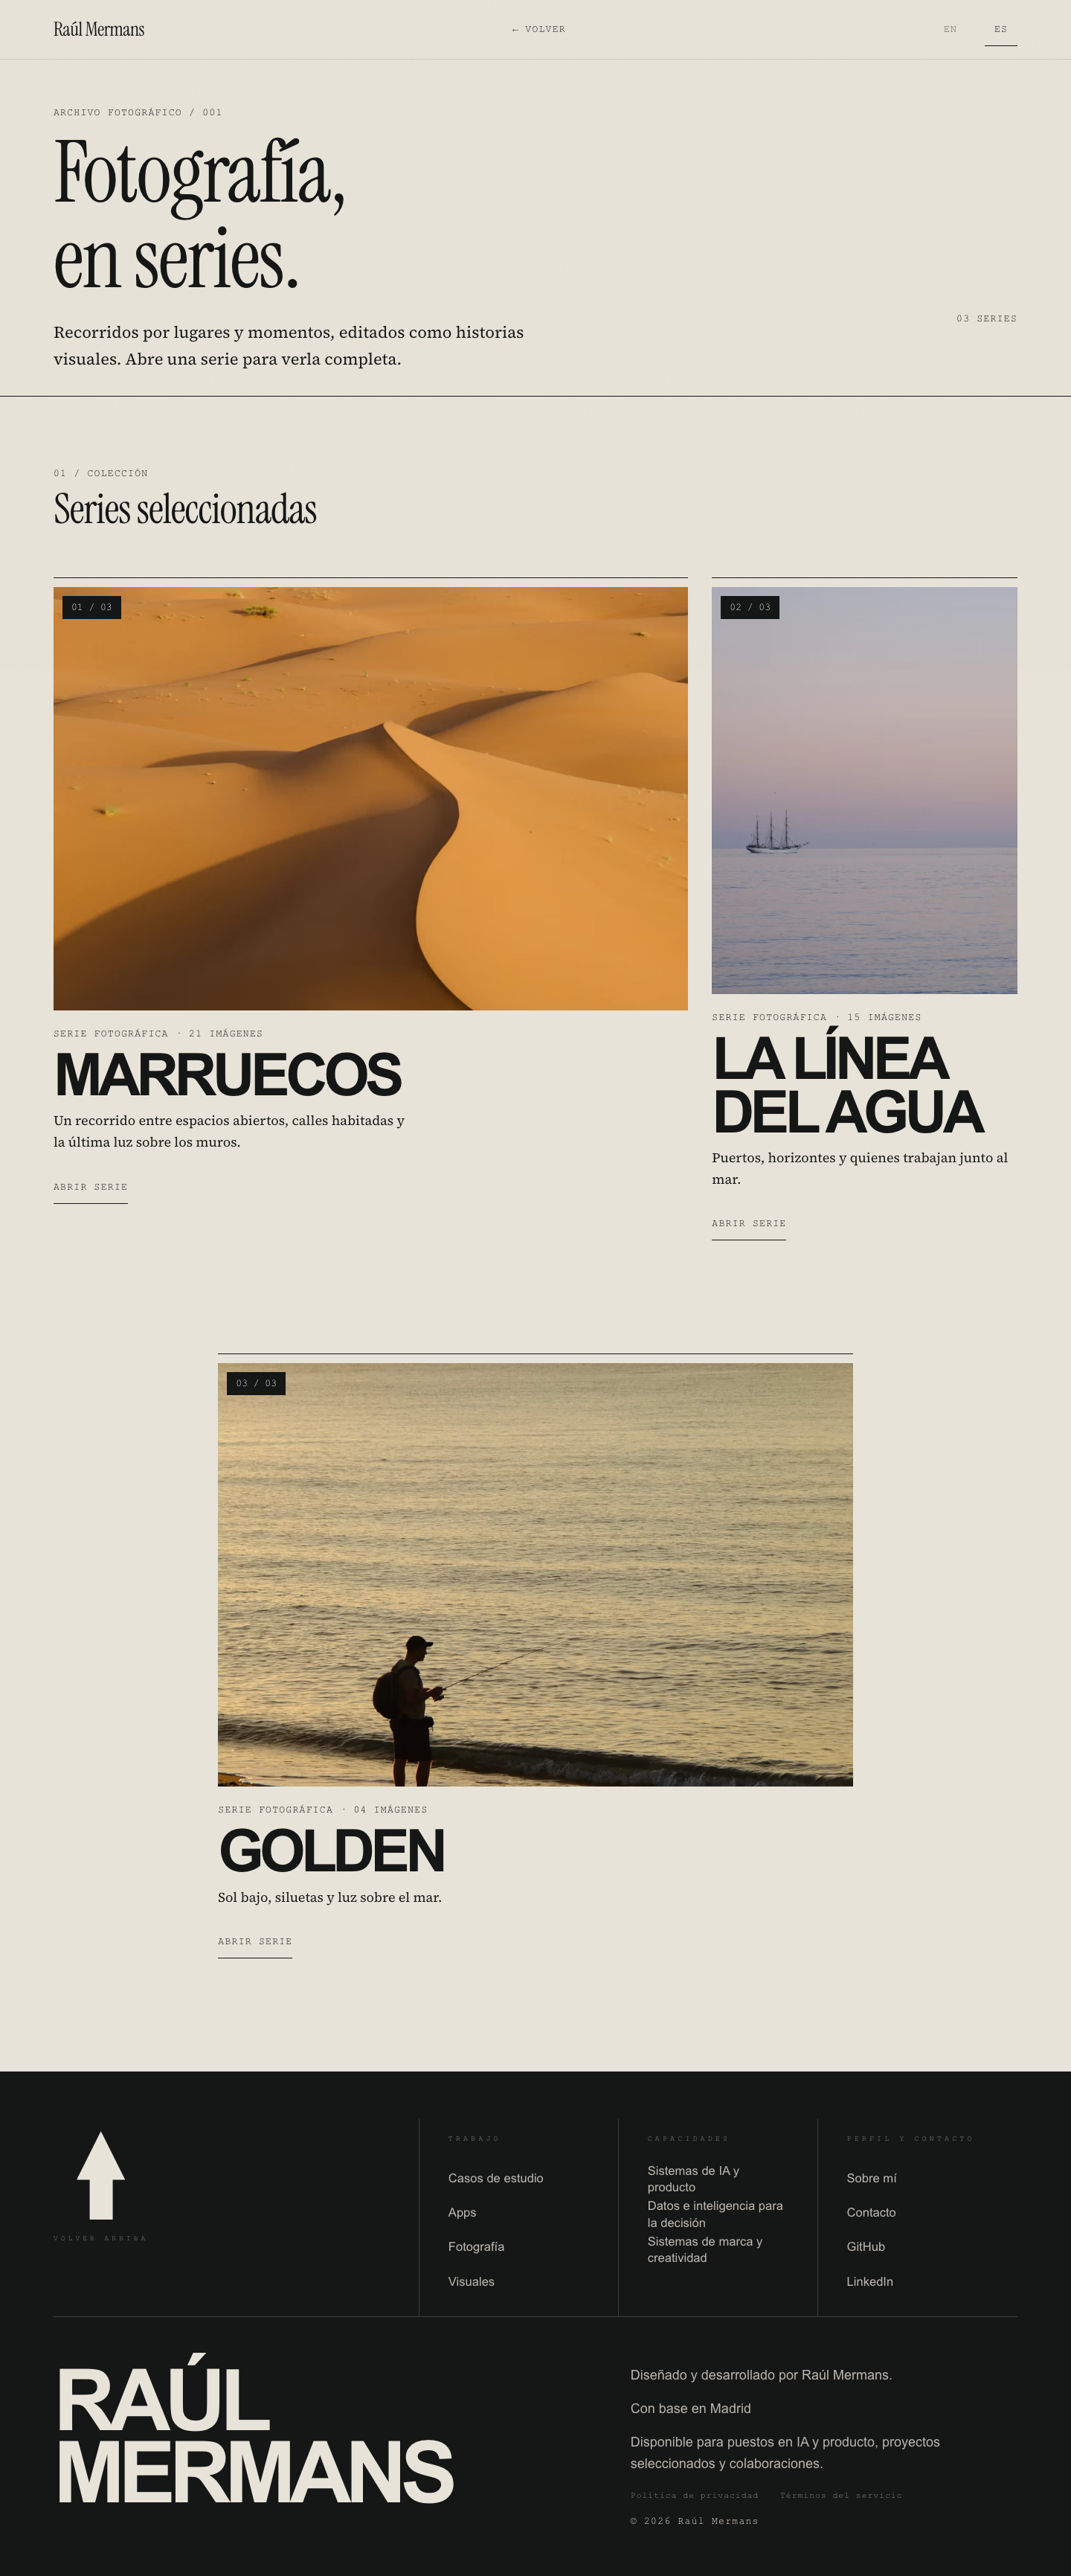 Raúl Mermans
← VOLVER
EN
ES
ARCHIVO FOTOGRÁFICO / 001
Fotografía,
en series.
Recorridos por lugares y momentos, editados como historias
visuales. Abre una serie para verla completa.
03 SERIES
01 / COLECCIÓN
Series seleccionadas
01 / 03
SERIE FOTOGRÁFICA · 21 IMÁGENES
MARRUECOS
Un recorrido entre espacios abiertos, calles habitadas y
la última luz sobre los muros.
ABRIR SERIE
02 / 03
SERIE FOTOGRÁFICA · 15 IMÁGENES
LA LÍNEA
DEL AGUA
Puertos, horizontes y quienes trabajan junto al
mar.
ABRIR SERIE
03 / 03
SERIE FOTOGRÁFICA · 04 IMÁGENES
GOLDEN
Sol bajo, siluetas y luz sobre el mar.
ABRIR SERIE
VOLVER ARRIBA
TRABAJO
Casos de estudio
Apps
Fotografía
Visuales
CAPACIDADES
Sistemas de IA y
producto
Datos e inteligencia para
la decisión
Sistemas de marca y
creatividad
PERFIL Y CONTACTO
Sobre mí
Contacto
GitHub
LinkedIn
RAÚL
MERMANS
Diseñado y desarrollado por Raúl Mermans.
Con base en Madrid
Disponible para puestos en IA y producto, proyectos
seleccionados y colaboraciones.
Política de privacidad
Términos del servicio
© 2026 Raúl Mermans